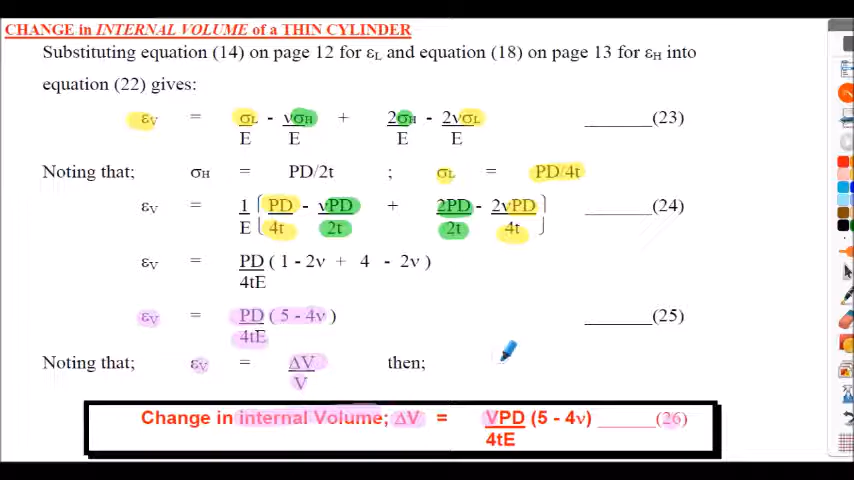 CHANGE in INTERNAL VOLUME of a THIN CYLINDER
Substituting equation (14) on page 12 for εL and equation (18) on page 13 for εH into
equation (22) gives:
εV = σL/E - νσH/E + 2σH/E - 2νσL/E ______(23)
Noting that; σH = PD/2t ; σL = PD/4t
εV = 1/E [ PD/4t - νPD/2t + 2PD/2t - 2νPD/4t ] ______(24)
εV = PD/4tE ( 1 - 2ν + 4 - 2ν )
εV = PD/4tE ( 5 - 4ν ) ______(25)
Noting that; εV = ΔV/V then;
Change in internal Volume; ΔV = VPD/4tE (5 - 4ν) ______(26)